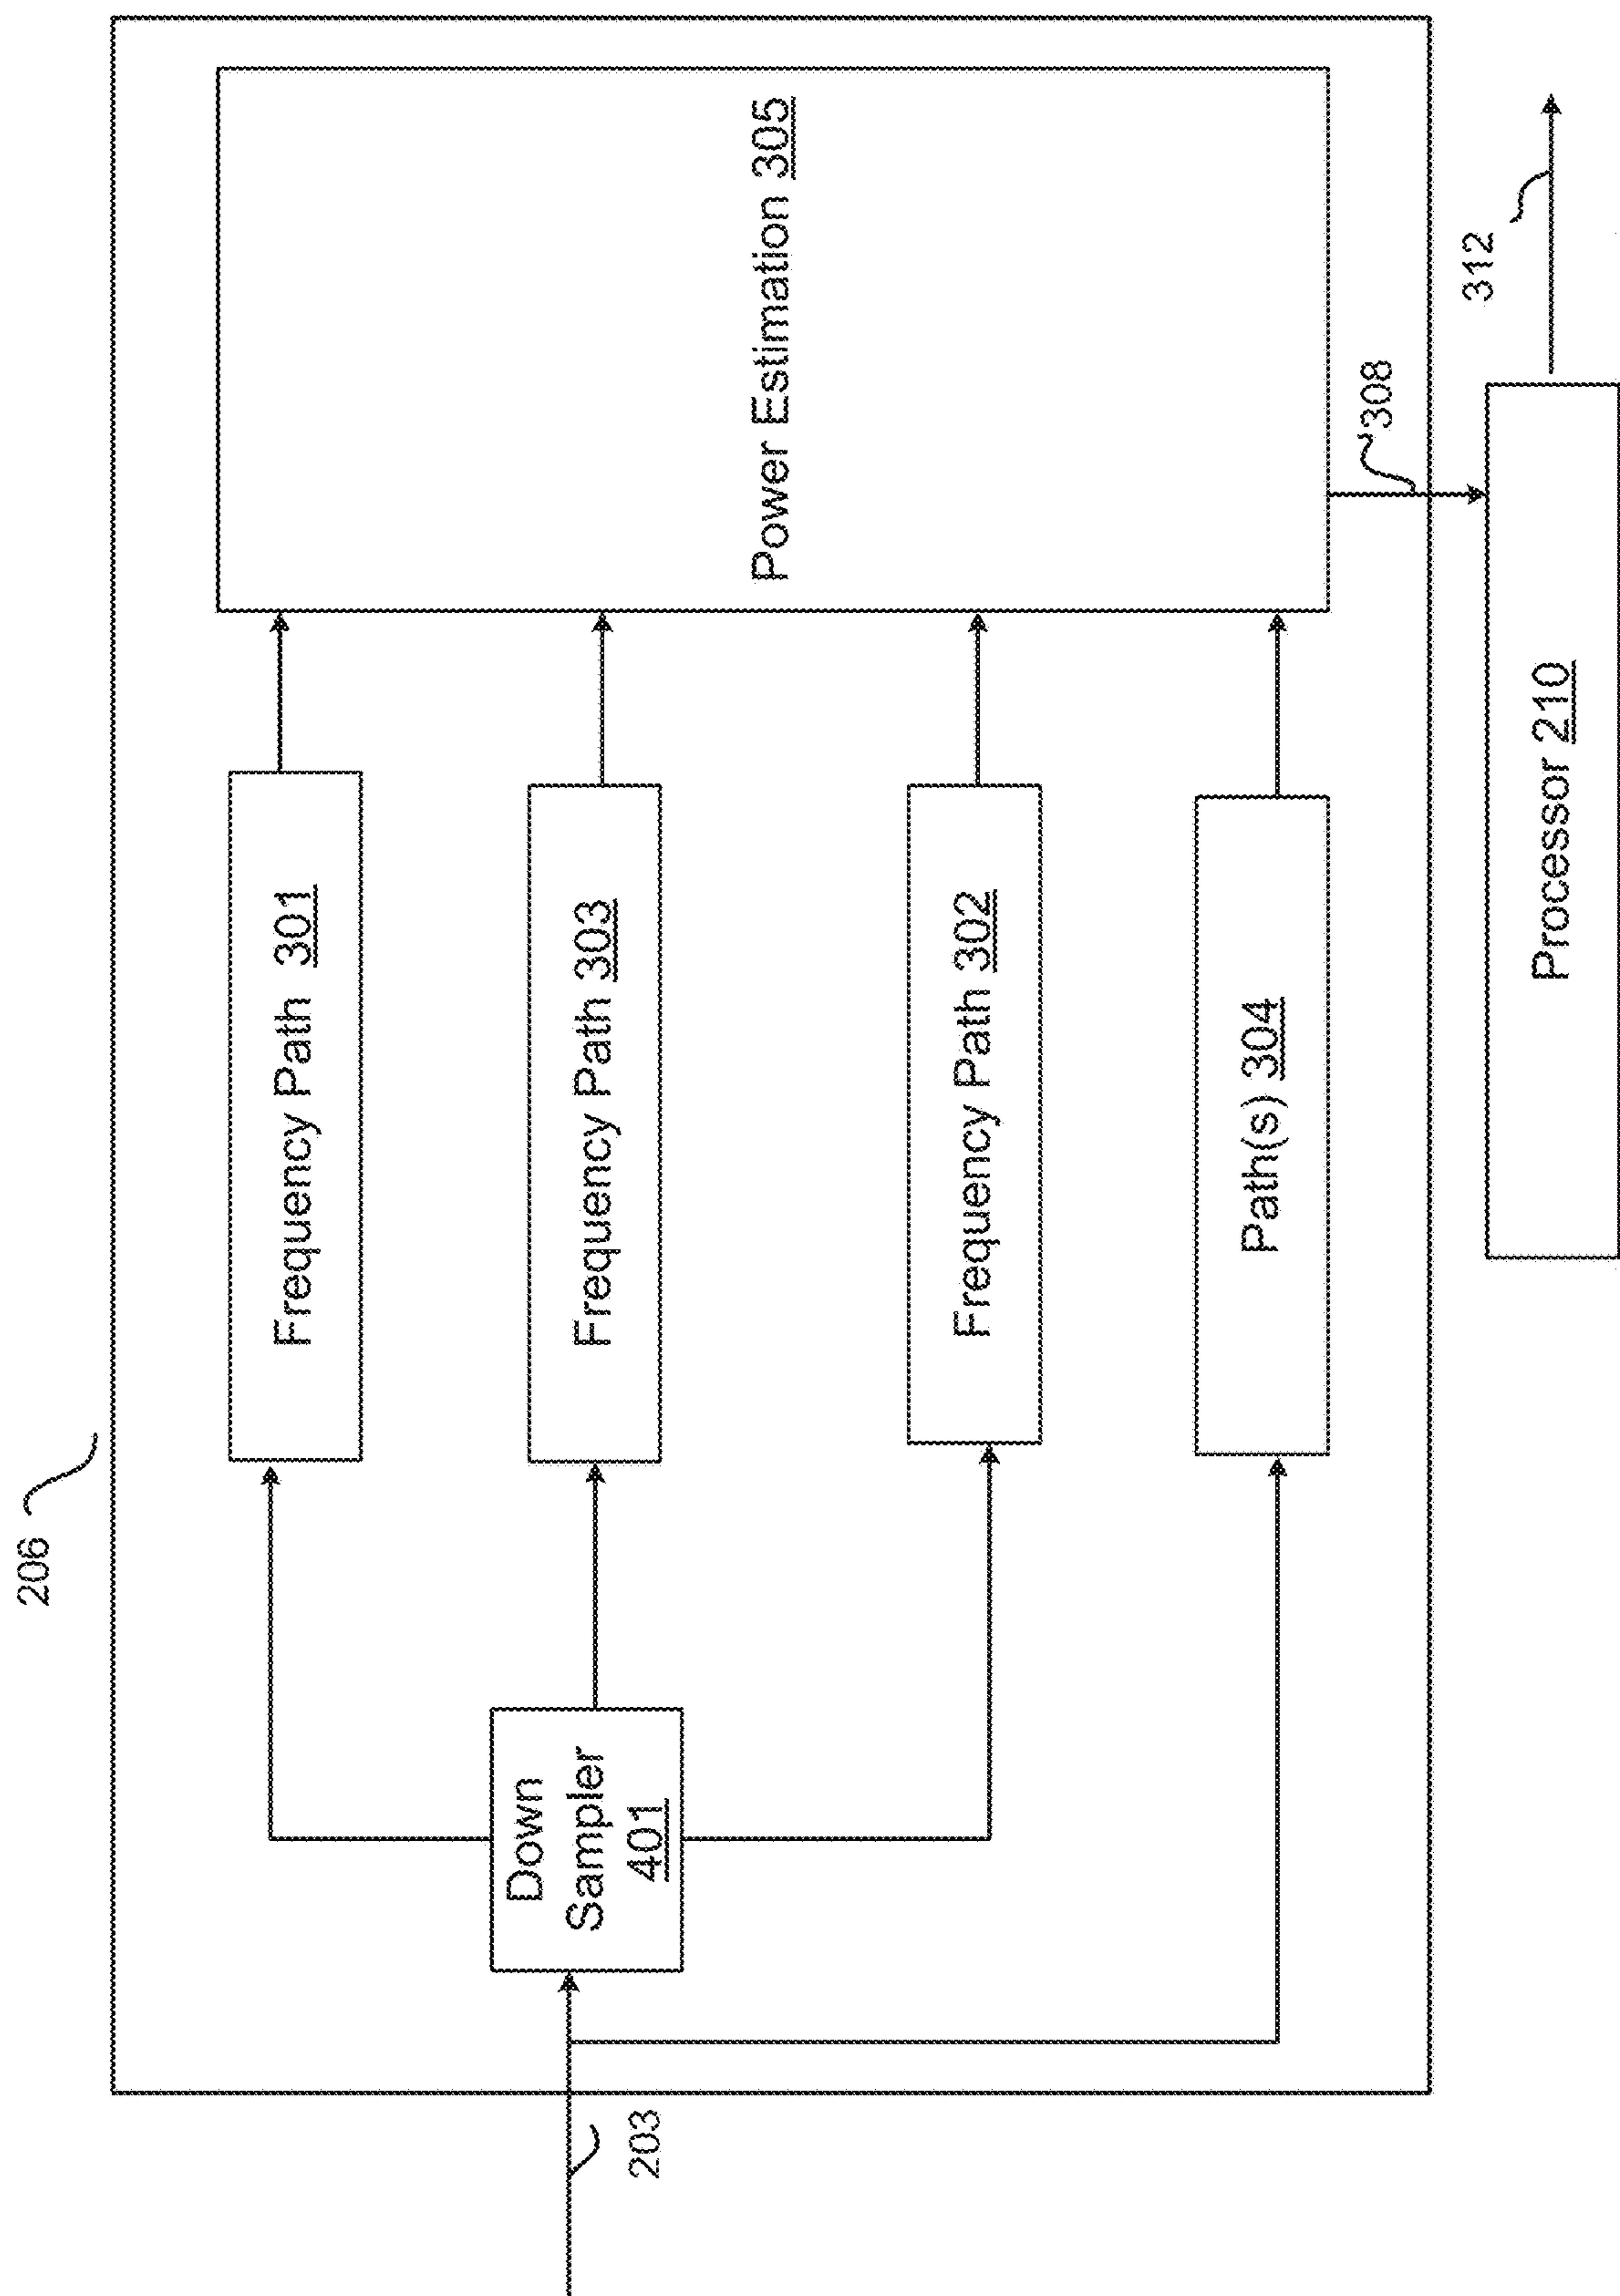 206
Frequency Path 301
Frequency Path 303
Down
Sampler
401
Frequency Path 302
Path(s) 304
Power Estimation 305
203
308
312
Processor 210